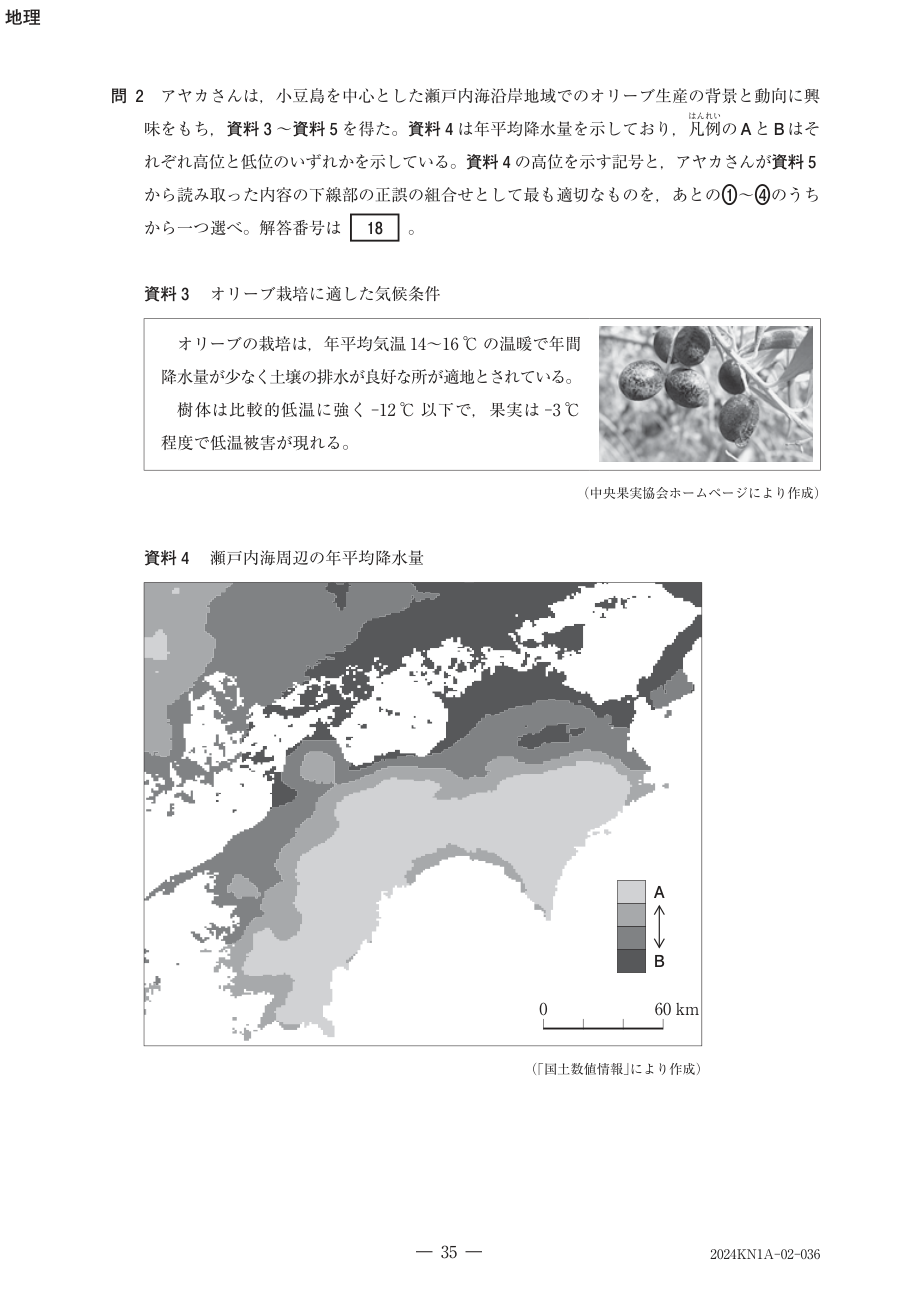 地理
問 2 アヤカさんは，小豆島を中心とした瀬戸内海沿岸地域でのオリーブ生産の背景と動向に興
はんれい
味をもち，資料3～資料5を得た。資料4は年平均降水量を示しており，凡例のAとBはそ
れぞれ高位と低位のいずれかを示している。資料4の高位を示す記号と，アヤカさんが資料5
から読み取った内容の下線部の正誤の組合せとして最も適切なものを，あとの①～④のうち
から一つ選べ。解答番号は 18 。
資料3 オリーブ栽培に適した気候条件
オリーブの栽培は，年平均気温 14～16 ℃ の温暖で年間
降水量が少なく土壌の排水が良好な所が適地とされている。
樹体は比較的低温に強く -12 ℃ 以下で，果実は -3 ℃
程度で低温被害が現れる。
（中央果実協会ホームページにより作成）
資料4 瀬戸内海周辺の年平均降水量
A
B
0 60 km
（「国土数値情報」により作成）
— 35 —
2024KN1A-02-036